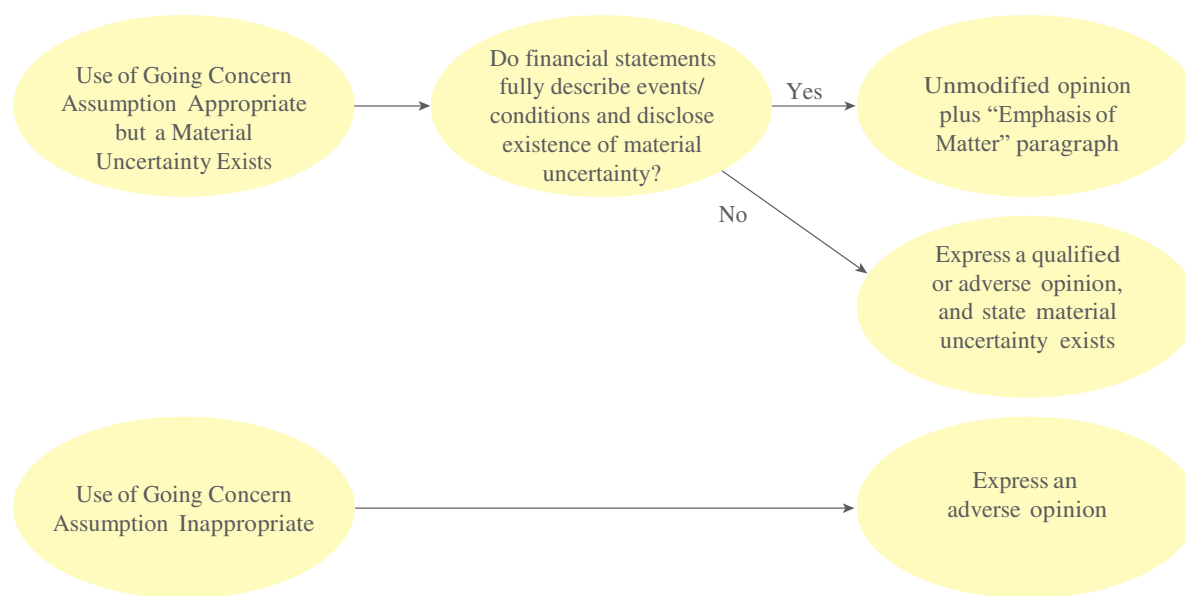 Use of Going Concern
Assumption Appropriate
but a Material
Uncertainty Exists
Do financial statements
fully describe events/
conditions and disclose
existence of material
uncertainty?
Yes
Unmodified opinion
plus “Emphasis of
Matter” paragraph
No
Express a qualified
or adverse opinion,
and state material
uncertainty exists
Use of Going Concern
Assumption Inappropriate
Express an
adverse opinion